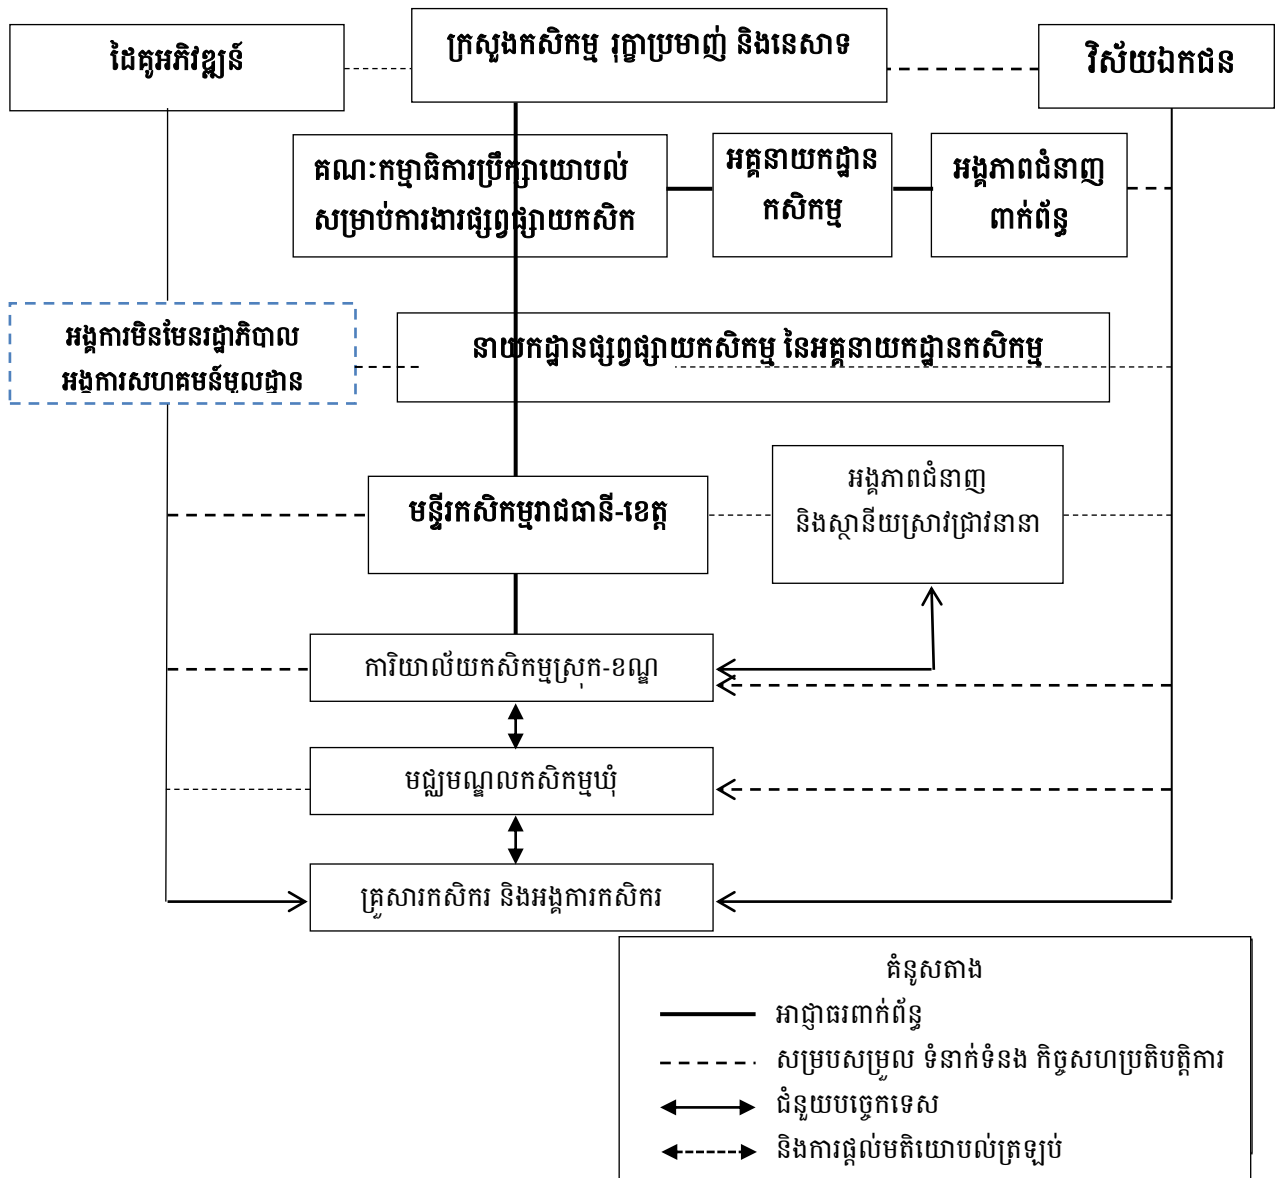 ដៃគូអភិវឌ្ឍន៍
ក្រសួងកសិកម្ម រុក្ខាប្រមាញ់ និងនេសាទ
វិស័យឯកជន
គណៈកម្មាធិការប្រឹក្សាយោបល់
សម្រាប់ការងារផ្សព្វផ្សាយកសិក
អគ្គនាយកដ្ឋាន
កសិកម្ម
អង្គភាពជំនាញ
ពាក់ព័ន្ធ
អង្គការមិនមែនរដ្ឋាភិបាល
អង្គការសហគមន៍មូលដ្ឋាន
នាយកដ្ឋានផ្សព្វផ្សាយកសិកម្ម នៃអគ្គនាយកដ្ឋានកសិកម្ម
មន្ទីរកសិកម្មរាជធានី-ខេត្ត
អង្គភាពជំនាញ
និងស្ថានីយស្រាវជ្រាវនានា
ការិយាល័យកសិកម្មស្រុក-ខណ្ឌ
មជ្ឈមណ្ឌលកសិកម្មឃុំ
គ្រួសារកសិករ និងអង្គការកសិករ
គំនូសតាង
អាជ្ញាធរពាក់ព័ន្ធ
សម្របសម្រួល ទំនាក់ទំនង កិច្ចសហប្រតិបត្តិការ
ជំនួយបច្ចេកទេស
និងការផ្តល់មតិយោបល់ត្រឡប់